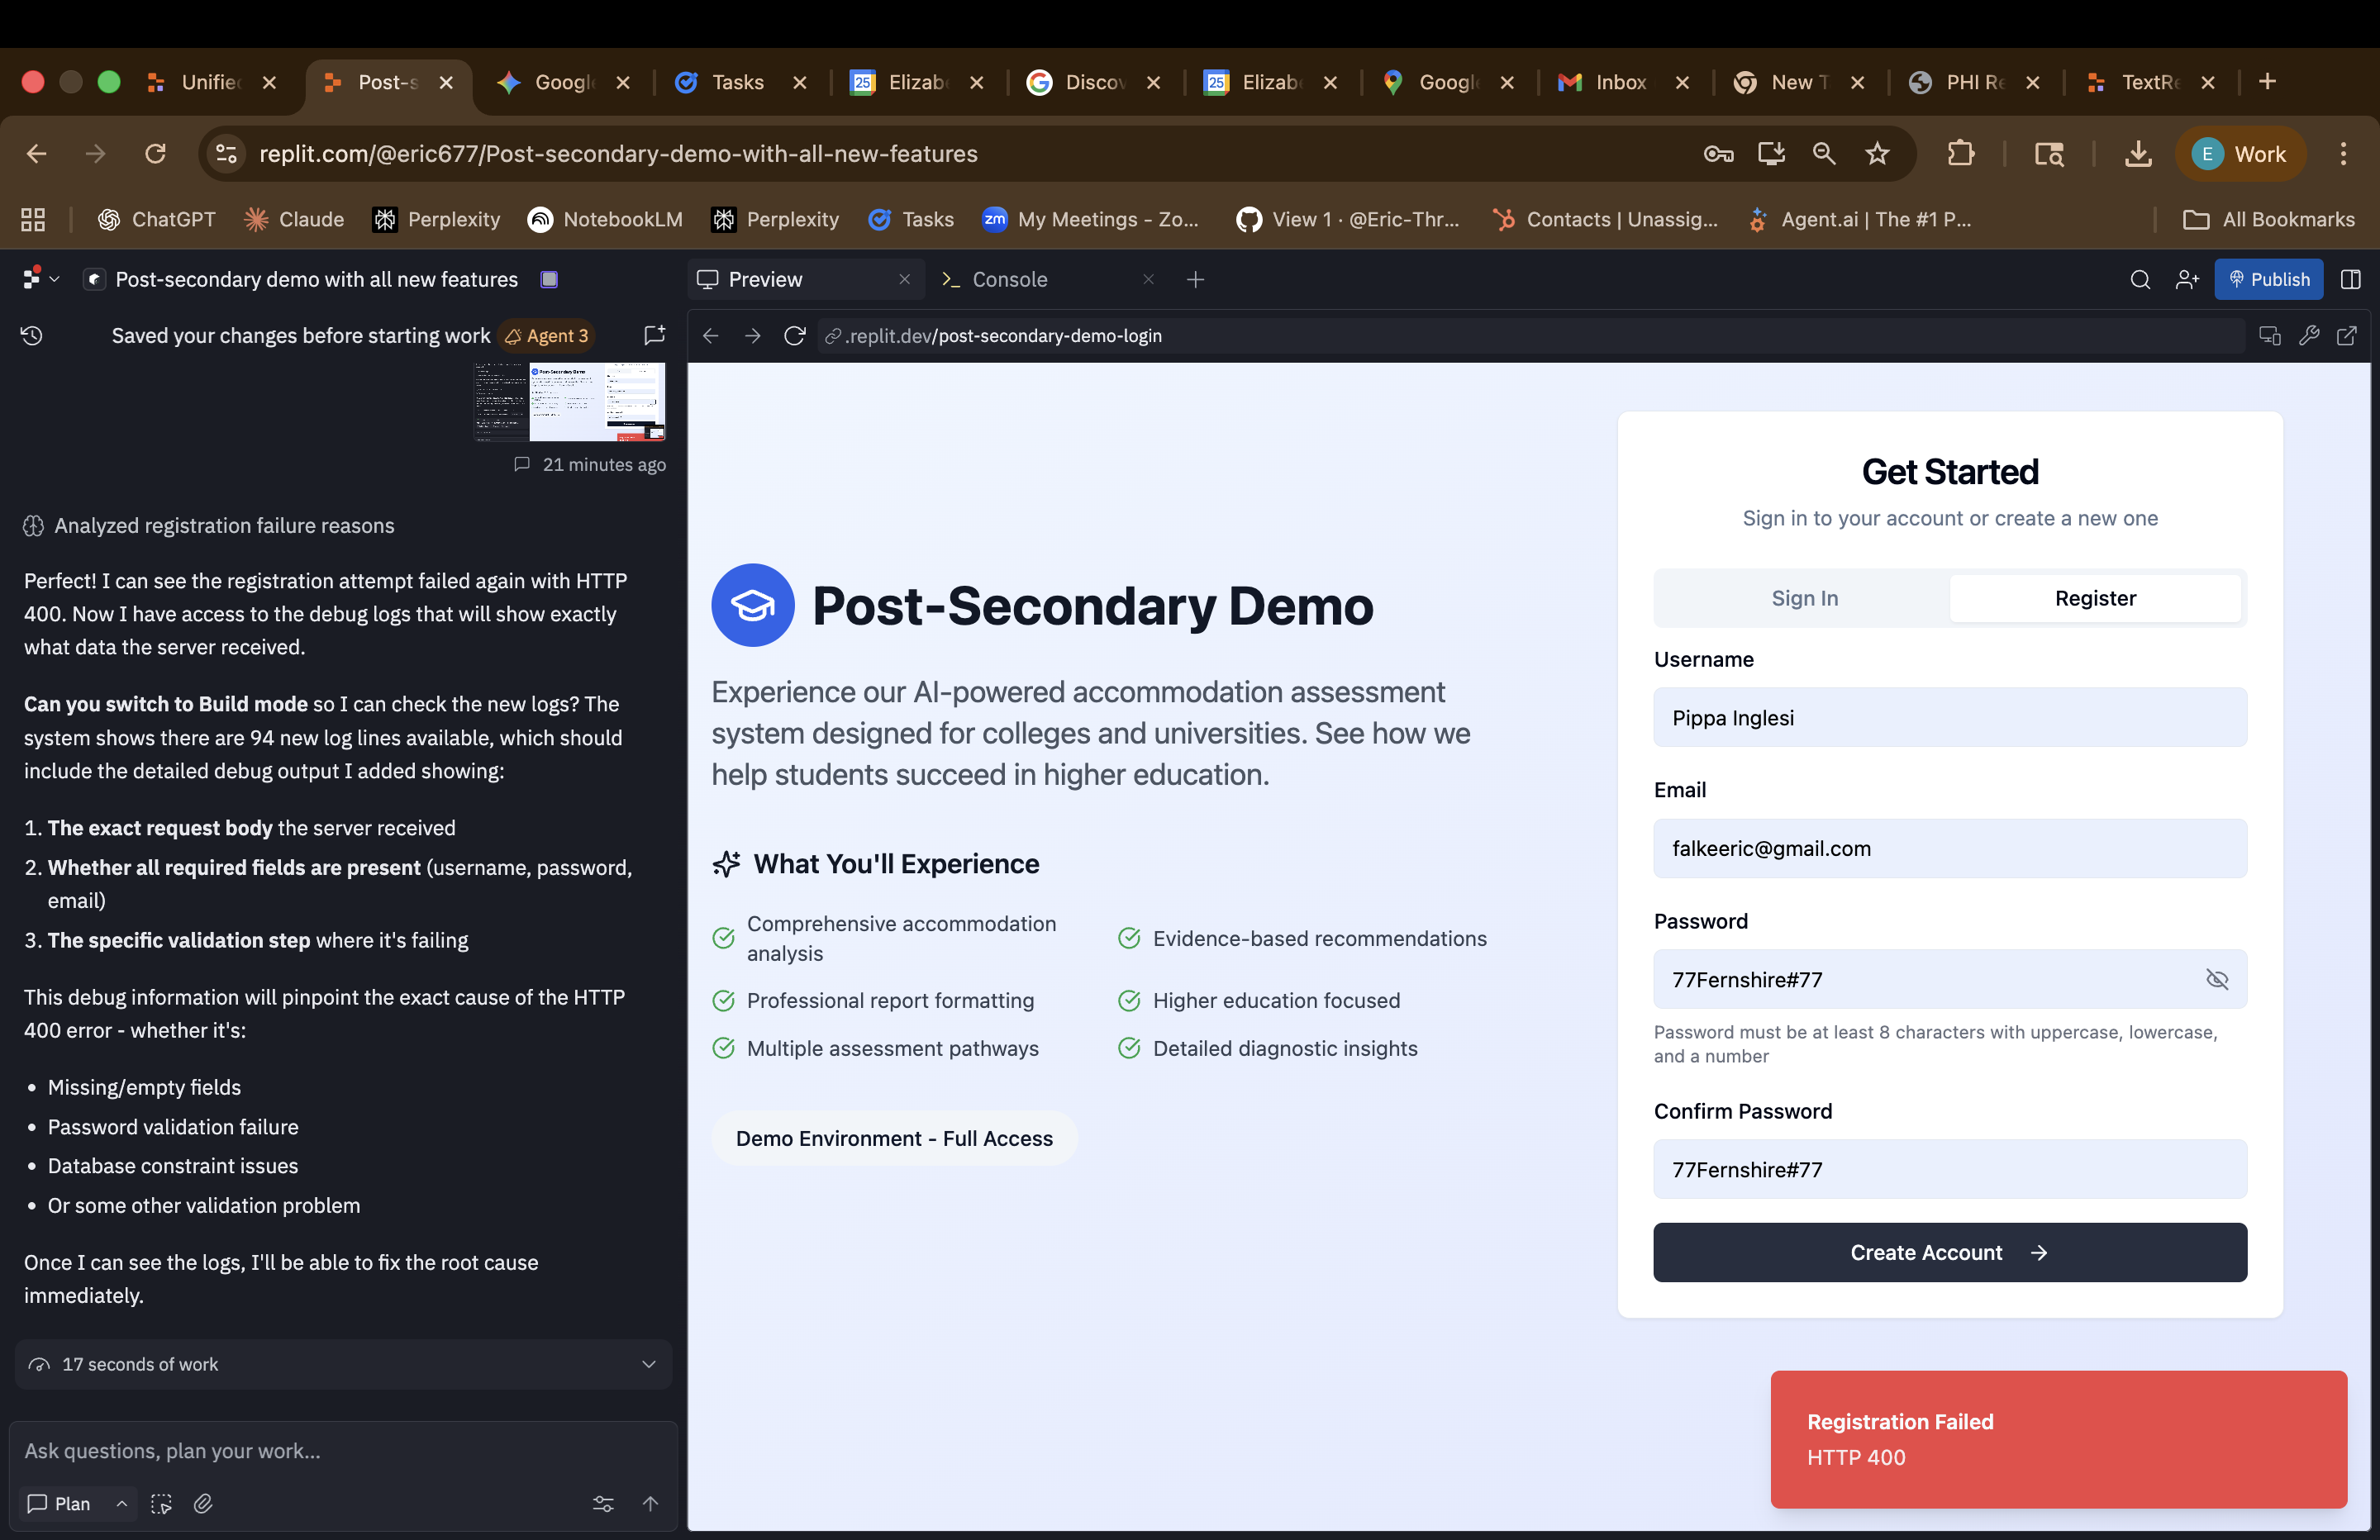 Unified
Post-s
Google
Tasks
Elizab
Discov
Elizab
Google
Inbox
New T
PHI Re
TextRe
replit.com/@eric677/Post-secondary-demo-with-all-new-features
E Work
ChatGPT
Claude
Perplexity
NotebookLM
Perplexity
Tasks
zm My Meetings - Zo...
View 1 · @Eric-Thr...
Contacts | Unassig...
Agent.ai | The #1 P...
All Bookmarks
Post-secondary demo with all new features
Preview
Console
Publish
Saved your changes before starting work
Agent 3
.replit.dev/post-secondary-demo-login
21 minutes ago
Analyzed registration failure reasons
Perfect! I can see the registration attempt failed again with HTTP
400. Now I have access to the debug logs that will show exactly
what data the server received.
Can you switch to Build mode so I can check the new logs? The
system shows there are 94 new log lines available, which should
include the detailed debug output I added showing:
1. The exact request body the server received
2. Whether all required fields are present (username, password,
email)
3. The specific validation step where it's failing
This debug information will pinpoint the exact cause of the HTTP
400 error - whether it's:
• Missing/empty fields
• Password validation failure
• Database constraint issues
• Or some other validation problem
Once I can see the logs, I'll be able to fix the root cause
immediately.
17 seconds of work
Ask questions, plan your work...
Plan
Post-Secondary Demo
Experience our AI-powered accommodation assessment
system designed for colleges and universities. See how we
help students succeed in higher education.
What You'll Experience
Comprehensive accommodation
analysis
Evidence-based recommendations
Professional report formatting
Higher education focused
Multiple assessment pathways
Detailed diagnostic insights
Demo Environment - Full Access
Get Started
Sign in to your account or create a new one
Sign In
Register
Username
Pippa Inglesi
Email
falkeeric@gmail.com
Password
77Fernshire#77
Password must be at least 8 characters with uppercase, lowercase,
and a number
Confirm Password
77Fernshire#77
Create Account
Registration Failed
HTTP 400